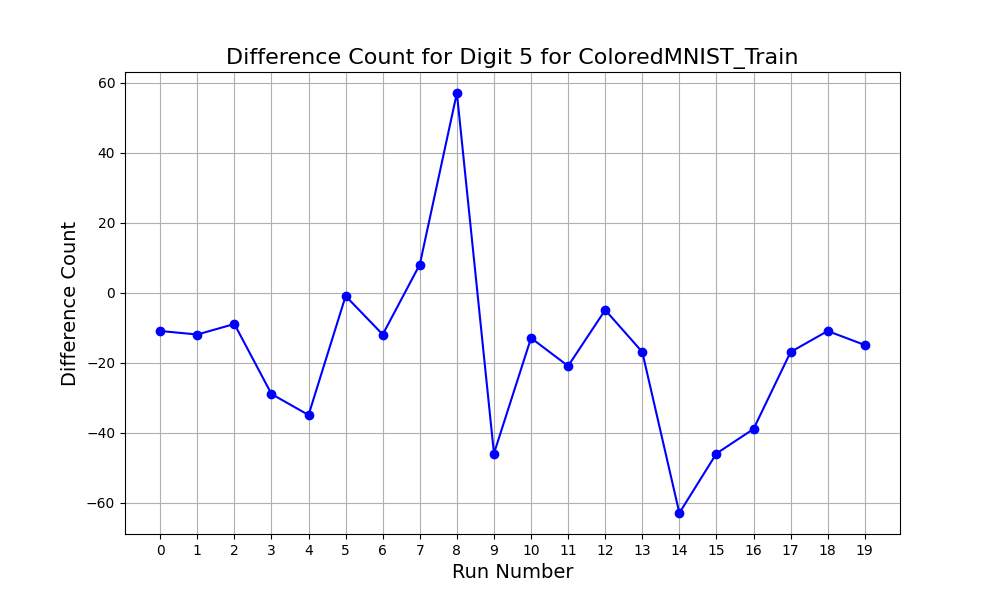 Difference Count for Digit 5 for ColoredMNIST_Train
60
40
20
0
−20
−40
−60
Difference Count
0 1 2 3 4 5 6 7 8 9 10 11 12 13 14 15 16 17 18 19
Run Number